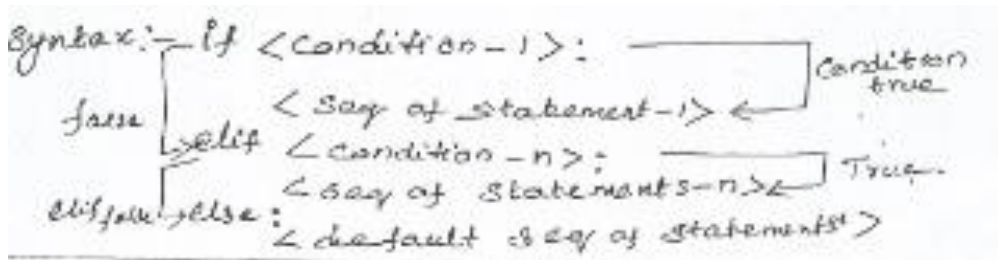 Syntax:- if <condition-1>:
Condition true
<seq of statement-1>
false
elif <condition-n>:
True.
<seq of statements-n>
elif false else:
<default seq of statements>